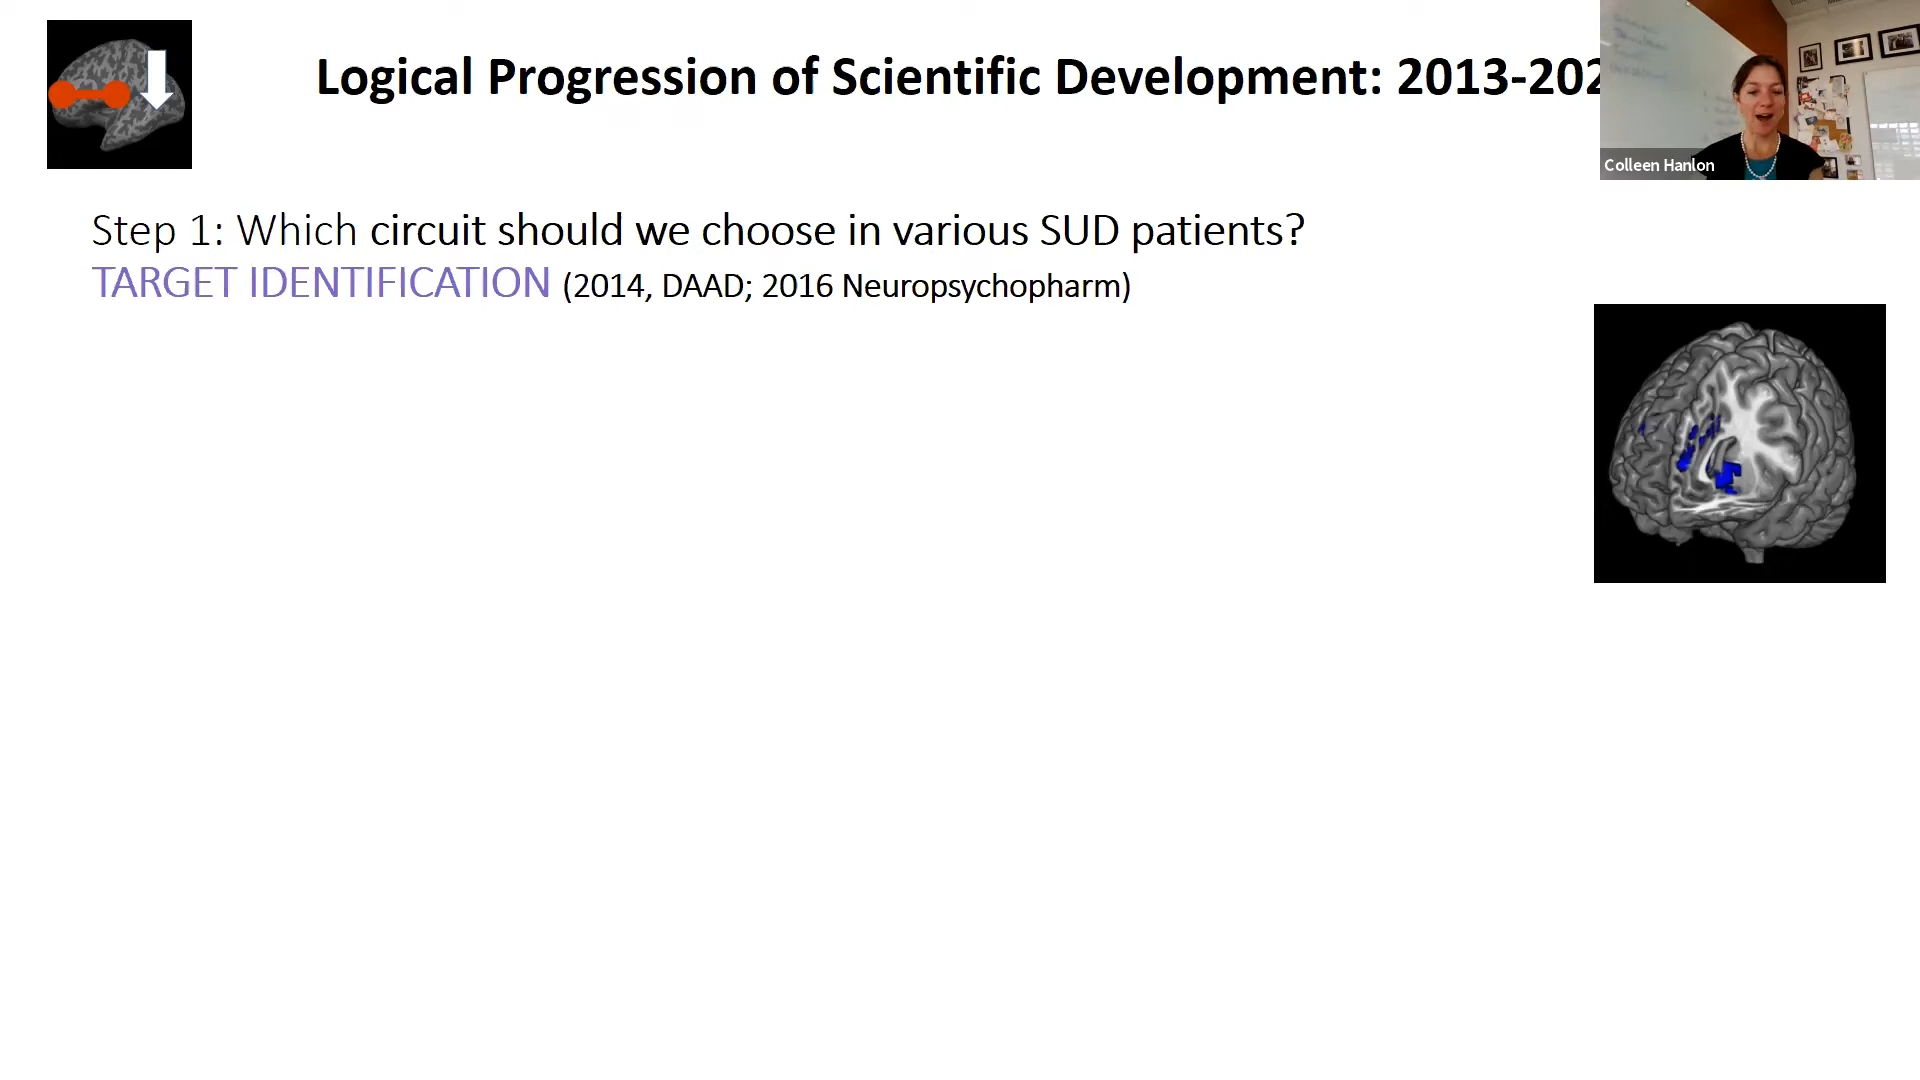 Logical Progression of Scientific Development: 2013-202
Colleen Hanlon
Step 1: Which circuit should we choose in various SUD patients?
TARGET IDENTIFICATION (2014, DAAD; 2016 Neuropsychopharm)